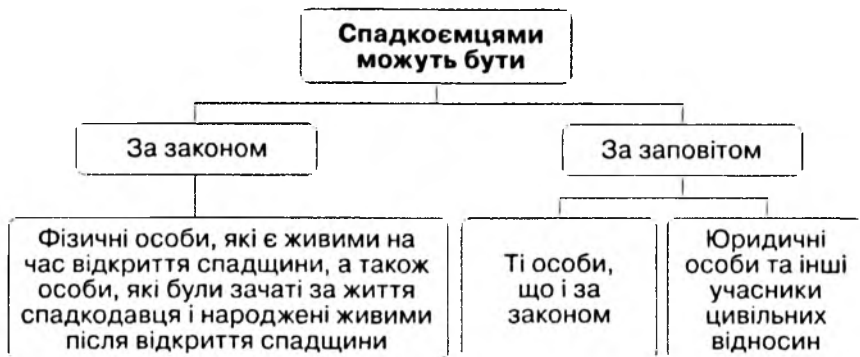 Спадкоємцями
можуть бути
За законом
За заповітом
Фізичні особи, які є живими на
час відкриття спадщини, а також
особи, які були зачаті за життя
спадкодавця і народжені живими
після відкриття спадщини
Ті особи,
що і за
законом
Юридичні
особи та інші
учасники
цивільних
відносин